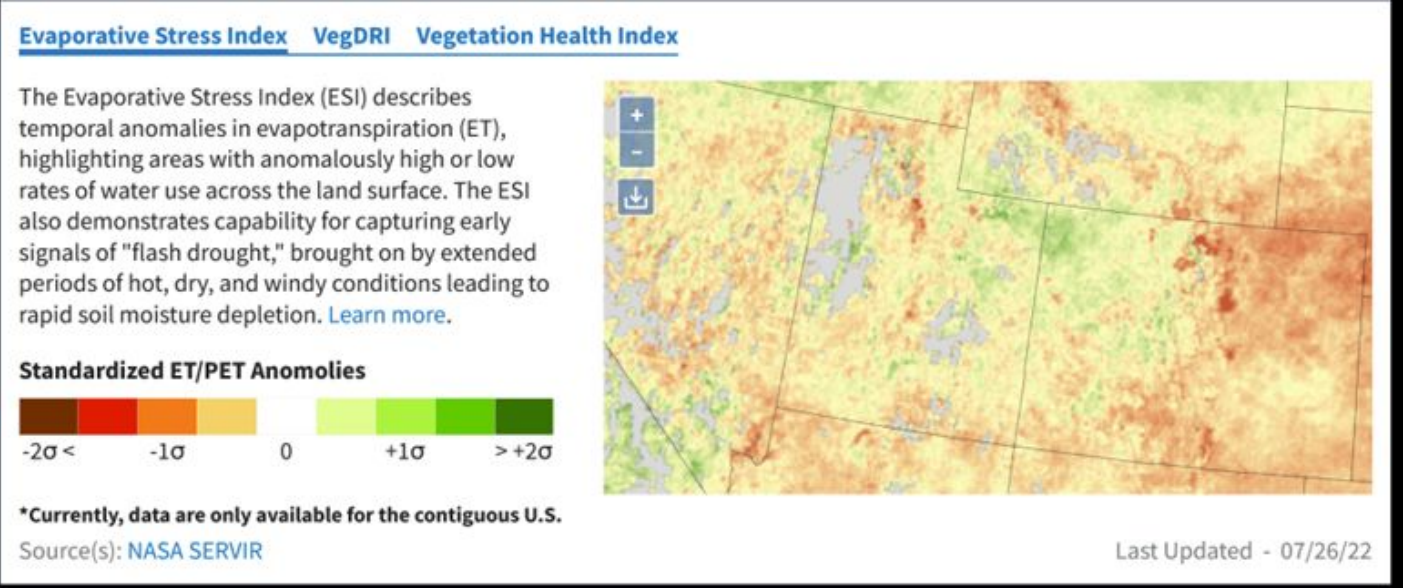 Evaporative Stress Index VegDRI Vegetation Health Index
The Evaporative Stress Index (ESI) describes
temporal anomalies in evapotranspiration (ET),
highlighting areas with anomalously high or low
rates of water use across the land surface. The ESI
also demonstrates capability for capturing early
signals of "flash drought," brought on by extended
periods of hot, dry, and windy conditions leading to
rapid soil moisture depletion. Learn more.
+
-
Standardized ET/PET Anomolies
-2σ < -1σ 0 +1σ > +2σ
*Currently, data are only available for the contiguous U.S.
Source(s): NASA SERVIR
Last Updated - 07/26/22